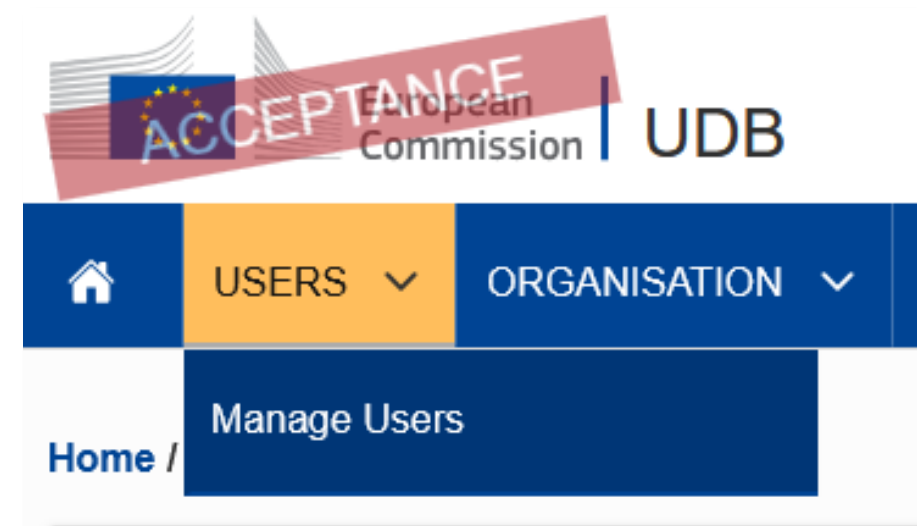 ACCEPTANCE
European
Commission
UDB
USERS
ORGANISATION
Manage Users
Home /